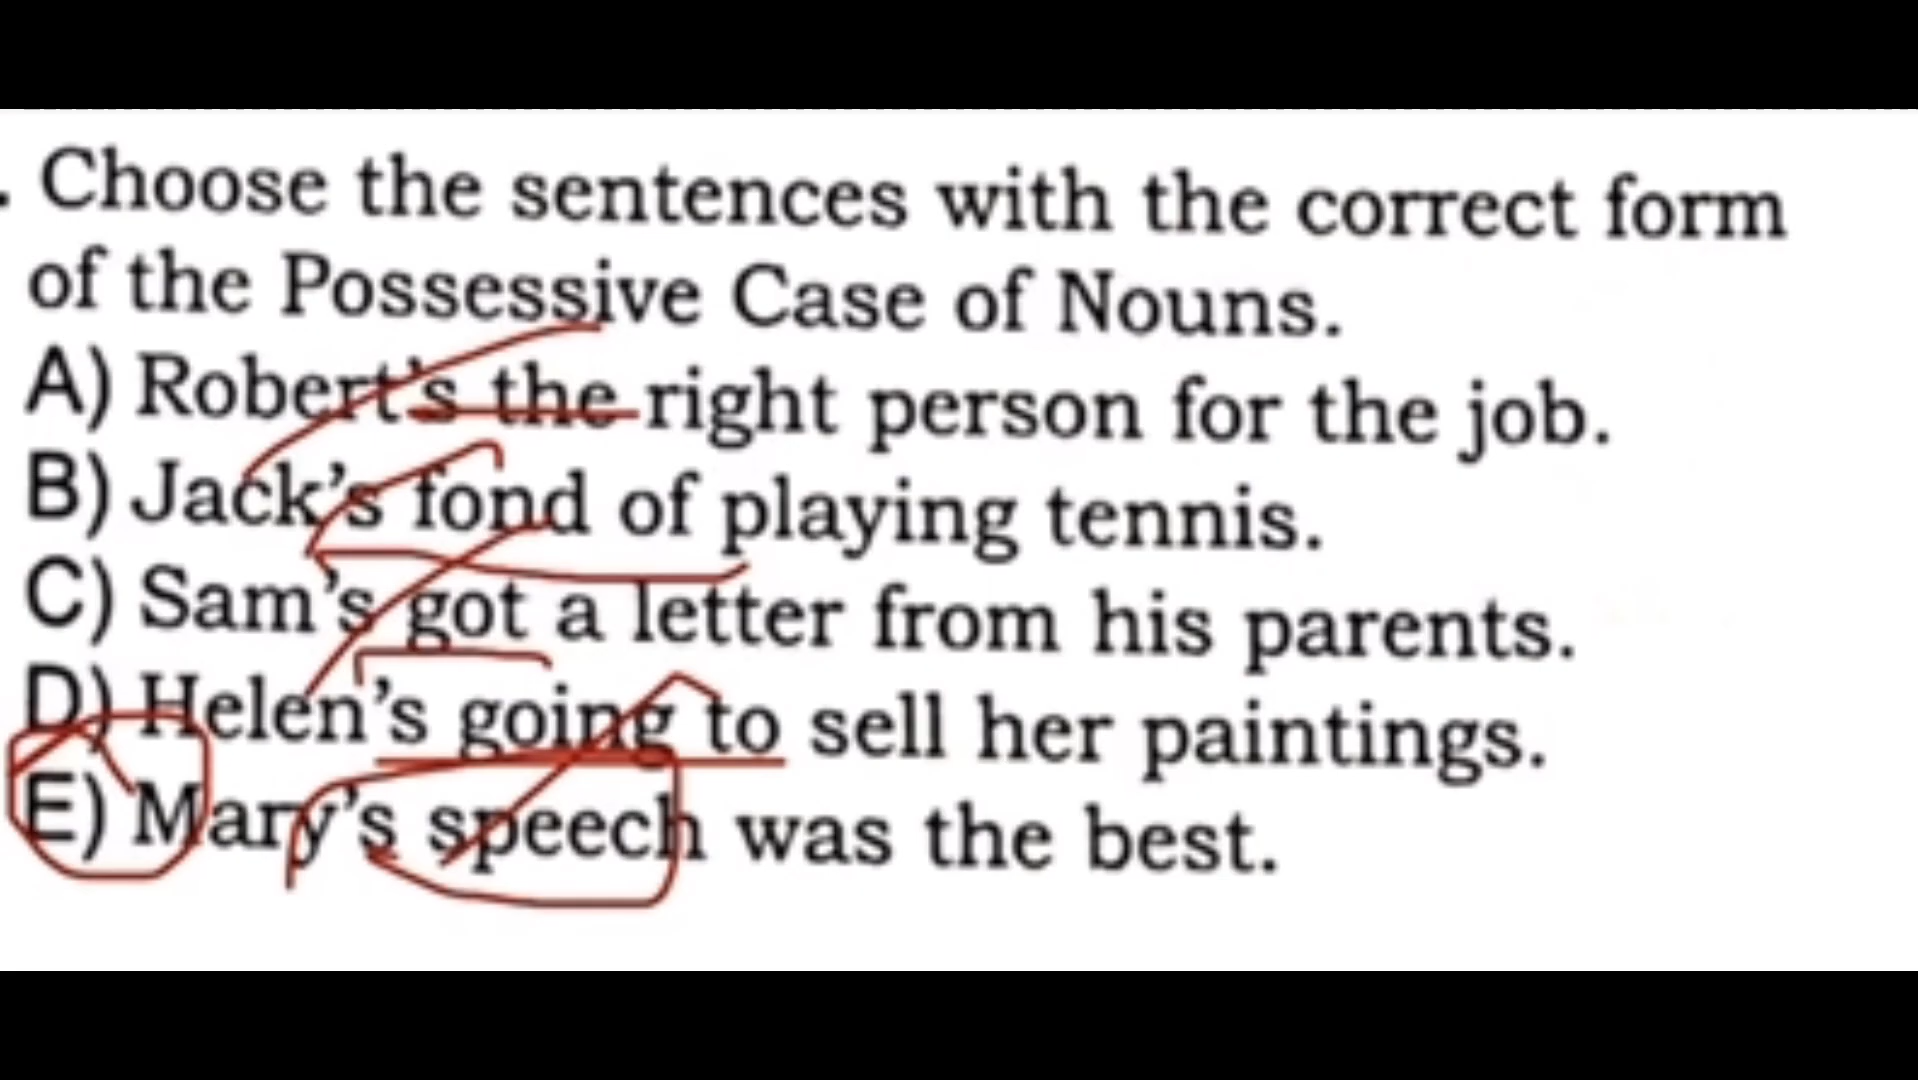 . Choose the sentences with the correct form
of the Possessive Case of Nouns.
A) Robert's the right person for the job.
B) Jack's fond of playing tennis.
C) Sam's got a letter from his parents.
D) Helen's going to sell her paintings.
E) Mary's speech was the best.